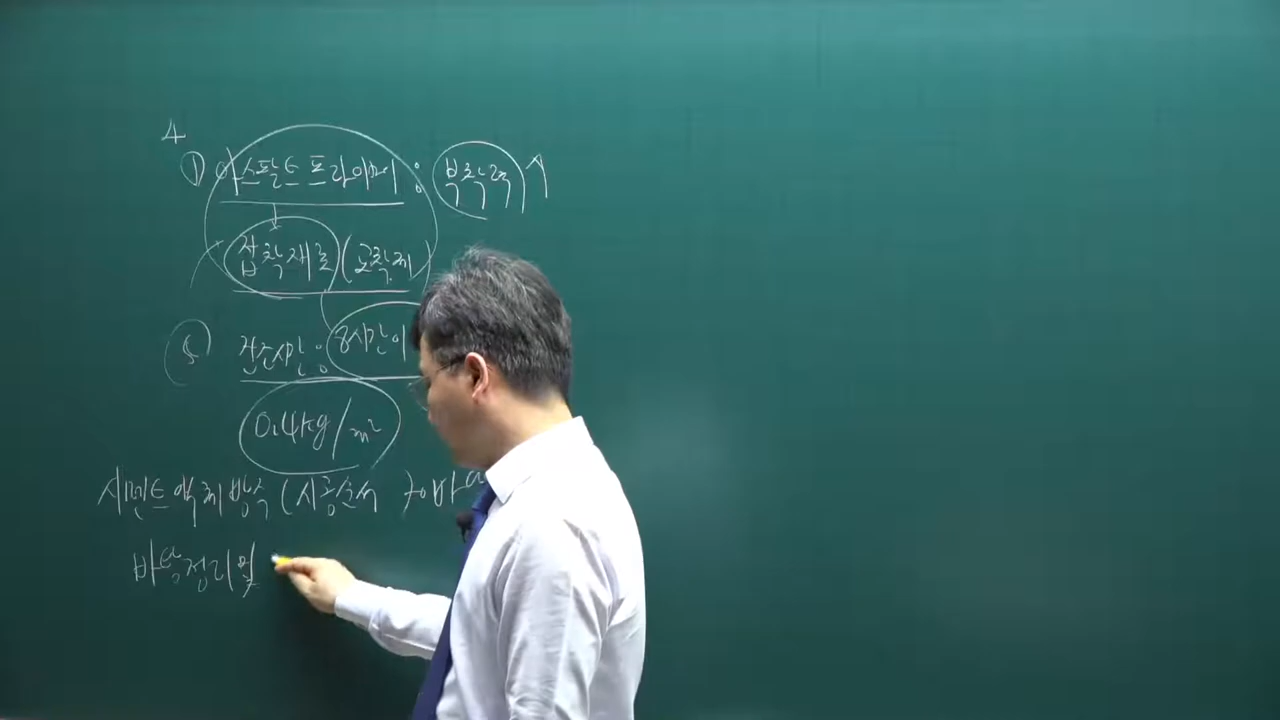 4
① 아스팔트 프라이머 : 부착력 ↑
접착재료 (교착제)
5 건조시간 : 8시간 이
0.4kg/m²
시멘트 액체방수 (시공순서) 바탕
바탕정리 및